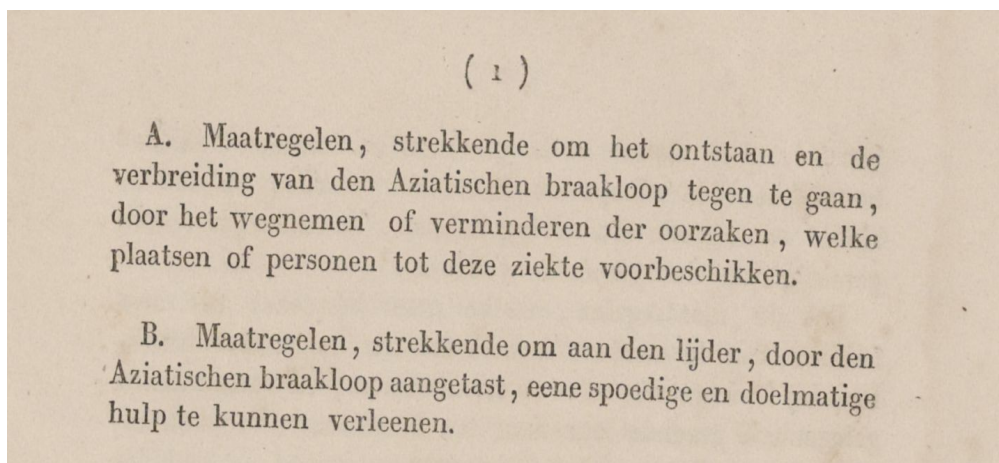 ( 1 )
A. Maatregelen, strekkende om het ontstaan en de
verbreiding van den Aziatischen braakloop tegen te gaan,
door het wegnemen of verminderen der oorzaken, welke
plaatsen of personen tot deze ziekte voorbeschikken.
B. Maatregelen, strekkende om aan den lijder, door den
Aziatischen braakloop aangetast, eene spoedige en doelmatige
hulp te kunnen verleenen.